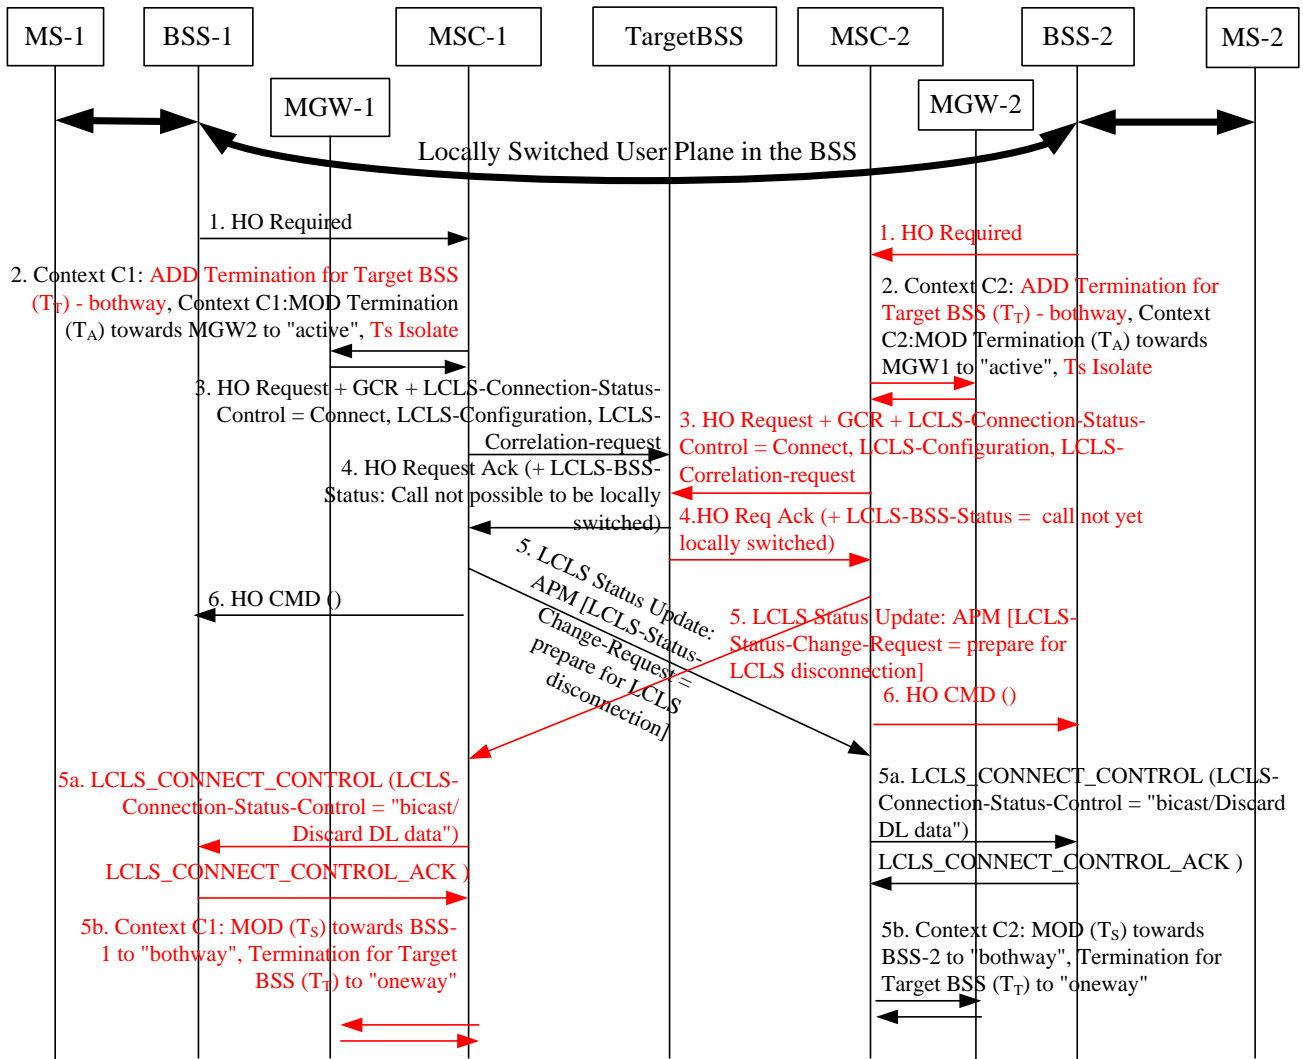 MS-1
BSS-1
MSC-1
TargetBSS
MSC-2
BSS-2
MS-2
MGW-1
MGW-2
Locally Switched User Plane in the BSS
1. HO Required
1. HO Required
2. Context C1: ADD Termination for Target BSS
(TT) - bothway, Context C1:MOD Termination
(TA) towards MGW2 to "active", Ts Isolate
2. Context C2: ADD Termination for
Target BSS (TT) - bothway, Context
C2:MOD Termination (TA) towards
MGW1 to "active", Ts Isolate
3. HO Request + GCR + LCLS-Connection-Status-
Control = Connect, LCLS-Configuration, LCLS-
Correlation-request
3. HO Request + GCR + LCLS-Connection-Status-
Control = Connect, LCLS-Configuration, LCLS-
Correlation-request
4. HO Request Ack (+ LCLS-BSS-
Status: Call not possible to be locally
switched)
4.HO Req Ack (+ LCLS-BSS-Status = call not yet
locally switched)
5. LCLS Status Update:
APM [LCLS-Status-
Change-Request =
prepare for LCLS
disconnection]
5. LCLS Status Update: APM [LCLS-
Status-Change-Request = prepare for
LCLS disconnection]
6. HO CMD ()
6. HO CMD ()
5a. LCLS_CONNECT_CONTROL (LCLS-
Connection-Status-Control = "bicast/
Discard DL data")
5a. LCLS_CONNECT_CONTROL (LCLS-
Connection-Status-Control = "bicast/Discard
DL data")
LCLS_CONNECT_CONTROL_ACK )
LCLS_CONNECT_CONTROL_ACK )
5b. Context C1: MOD (TS) towards BSS-
1 to "bothway", Termination for Target
BSS (TT) to "oneway"
5b. Context C2: MOD (TS) towards
BSS-2 to "bothway", Termination for
Target BSS (TT) to "oneway"